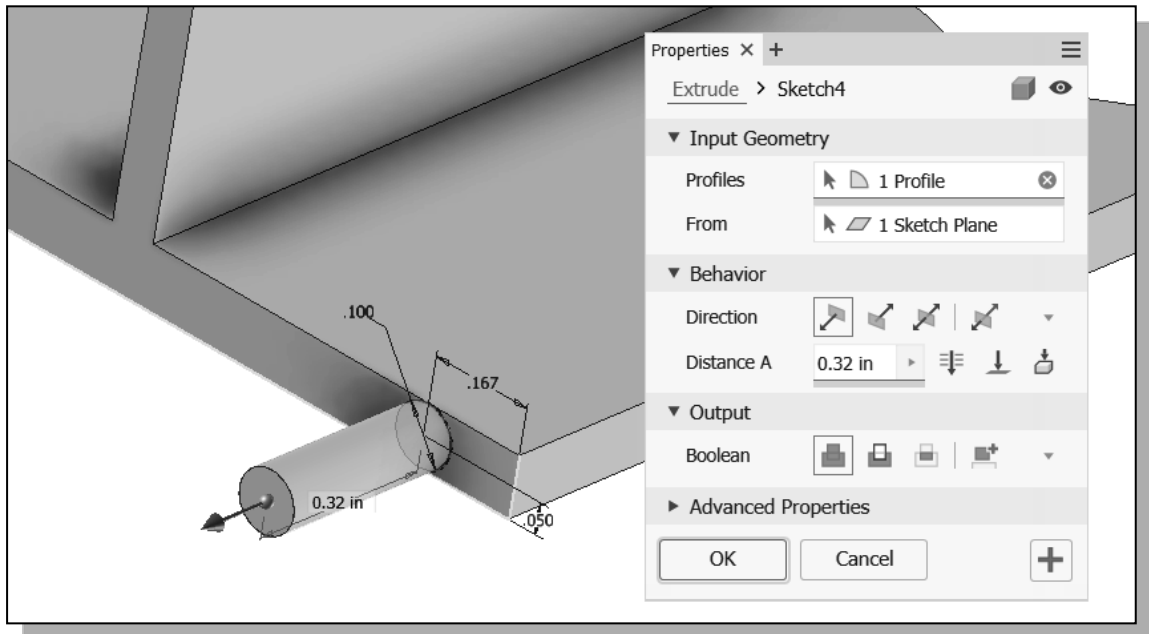 .100
.167
0.32 in
.050
Properties × +
Extrude > Sketch4
Input Geometry
Profiles 1 Profile
From 1 Sketch Plane
Behavior
Direction
Distance A 0.32 in
Output
Boolean
Advanced Properties
OK Cancel